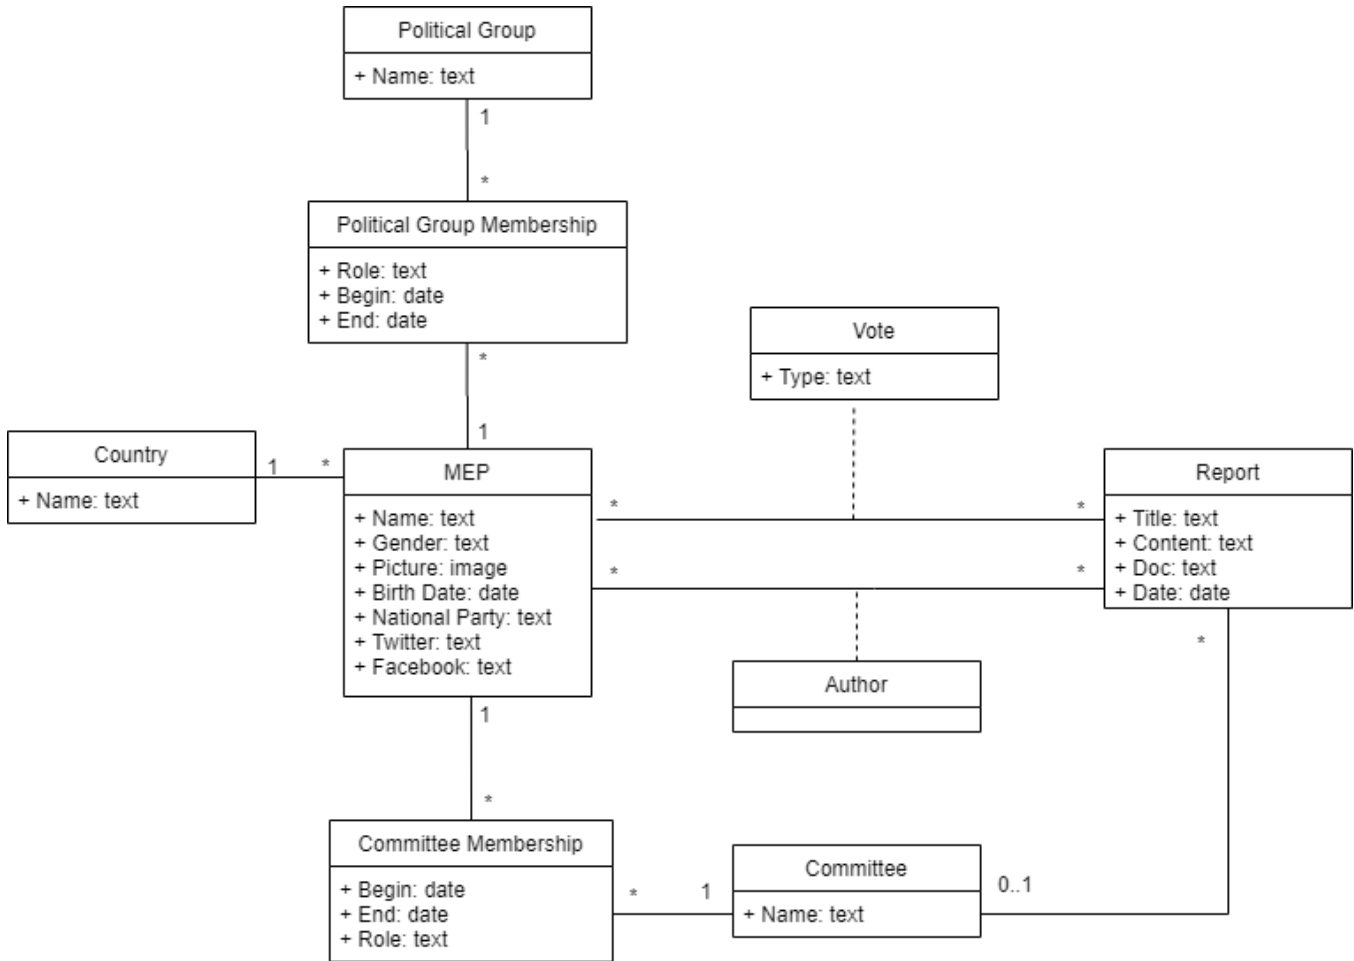 Political Group
+ Name: text
1
*
Political Group Membership
+ Role: text
+ Begin: date
+ End: date
*
1
Vote
+ Type: text
Country
+ Name: text
1
*
MEP
+ Name: text
+ Gender: text
+ Picture: image
+ Birth Date: date
+ National Party: text
+ Twitter: text
+ Facebook: text
*
*
*
*
Report
+ Title: text
+ Content: text
+ Doc: text
+ Date: date
*
Author
1
*
Committee Membership
+ Begin: date
+ End: date
+ Role: text
*
1
Committee
+ Name: text
0..1